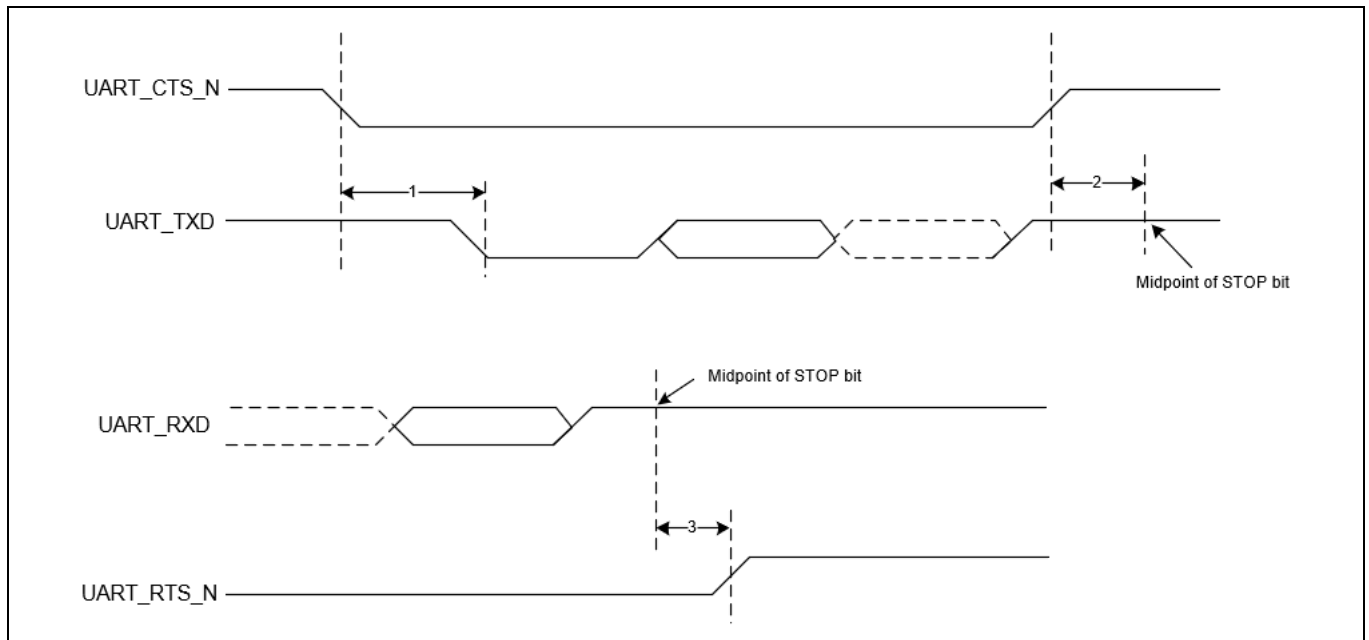 UART_CTS_N
1
2
UART_TXD
Midpoint of STOP bit
Midpoint of STOP bit
UART_RXD
3
UART_RTS_N